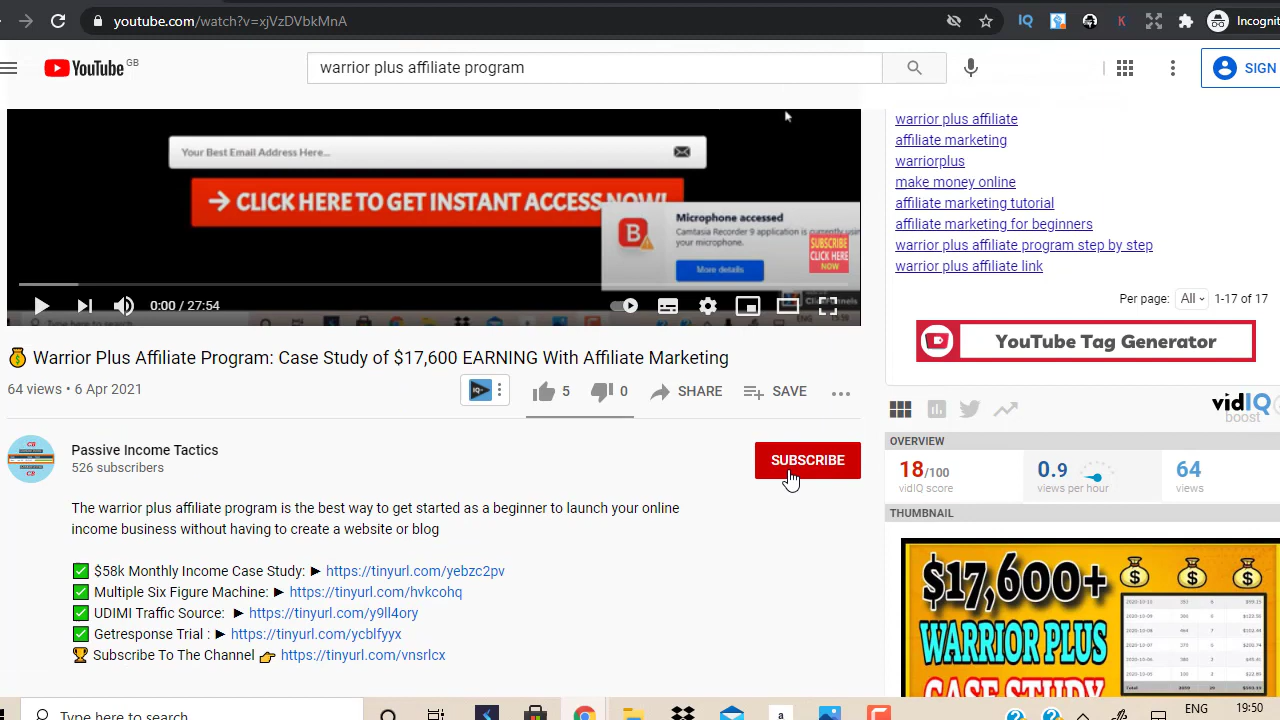 youtube.com/watch?v=xjVzDVbkMnA
IQ
K
Incognit
YouTube GB
warrior plus affiliate program
SIGN
Your Best Email Address Here...
CLICK HERE TO GET INSTANT ACCESS NOW!
Microphone accessed
Camtasia Recorder 9 application is currently usin
your microphone.
More details
SUBSCRIBE
CLICK HERE
NOW
0:00 / 27:54
warrior plus affiliate
affiliate marketing
warriorplus
make money online
affiliate marketing tutorial
affiliate marketing for beginners
warrior plus affiliate program step by step
warrior plus affiliate link
Per page: All 1-17 of 17
YouTube Tag Generator
💰 Warrior Plus Affiliate Program: Case Study of $17,600 EARNING With Affiliate Marketing
64 views • 6 Apr 2021
5 0 SHARE SAVE
Passive Income Tactics
526 subscribers
SUBSCRIBE
The warrior plus affiliate program is the best way to get started as a beginner to launch your online
income business without having to create a website or blog
✅ $58k Monthly Income Case Study: ► https://tinyurl.com/yebzc2pv
✅ Multiple Six Figure Machine: ► https://tinyurl.com/hvkcohq
✅ UDIMI Traffic Source: ► https://tinyurl.com/y9ll4ory
✅ Getresponse Trial : ► https://tinyurl.com/ycblfyyx
🏆 Subscribe To The Channel 👉 https://tinyurl.com/vnsrlcx
vidIQ
boost
OVERVIEW
18/100
vidIQ score
0.9
views per hour
64
views
THUMBNAIL
$17,600+
WARRIOR PLUS
CASE STUDY
Type here to search
ENG
19:50